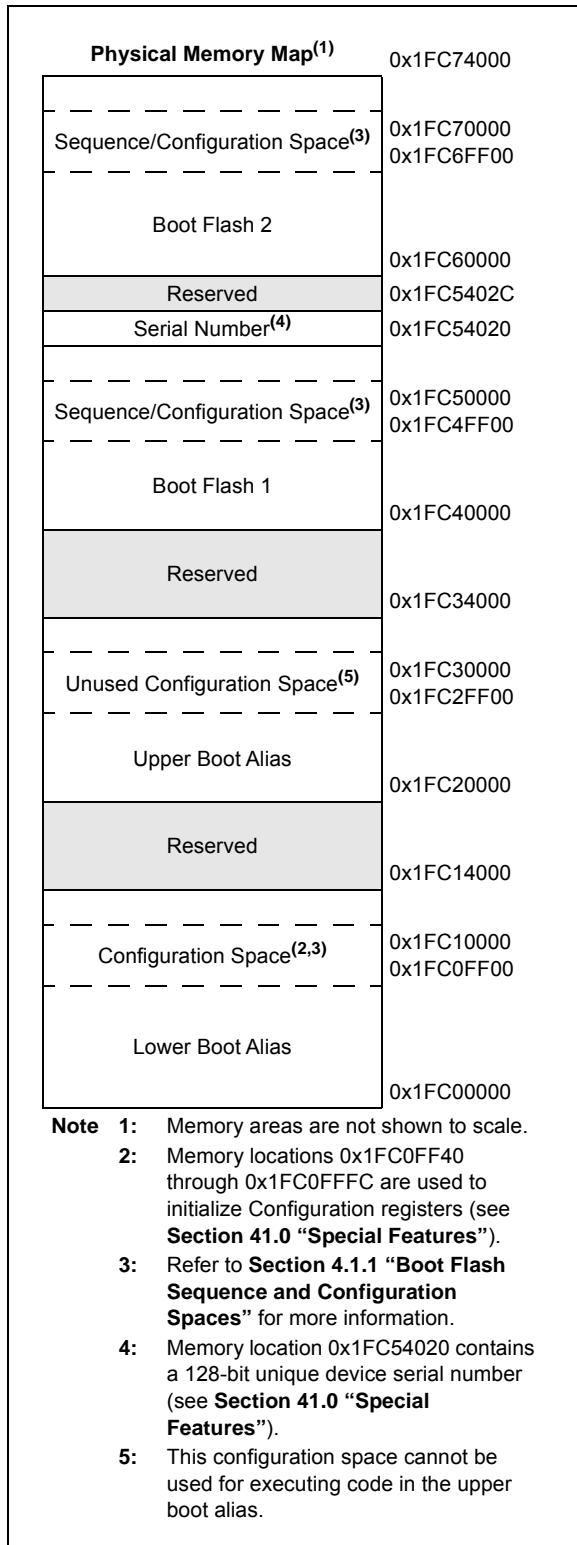 Physical Memory Map(1)
0x1FC74000
Sequence/Configuration Space(3)
0x1FC70000
0x1FC6FF00
Boot Flash 2
0x1FC60000
Reserved
0x1FC5402C
Serial Number(4)
0x1FC54020
Sequence/Configuration Space(3)
0x1FC50000
0x1FC4FF00
Boot Flash 1
0x1FC40000
Reserved
0x1FC34000
Unused Configuration Space(5)
0x1FC30000
0x1FC2FF00
Upper Boot Alias
0x1FC20000
Reserved
0x1FC14000
Configuration Space(2,3)
0x1FC10000
0x1FC0FF00
Lower Boot Alias
0x1FC00000
Note 1: Memory areas are not shown to scale.
2: Memory locations 0x1FC0FF40
through 0x1FC0FFFC are used to
initialize Configuration registers (see
Section 41.0 “Special Features”).
3: Refer to Section 4.1.1 “Boot Flash
Sequence and Configuration
Spaces” for more information.
4: Memory location 0x1FC54020 contains
a 128-bit unique device serial number
(see Section 41.0 “Special
Features”).
5: This configuration space cannot be
used for executing code in the upper
boot alias.